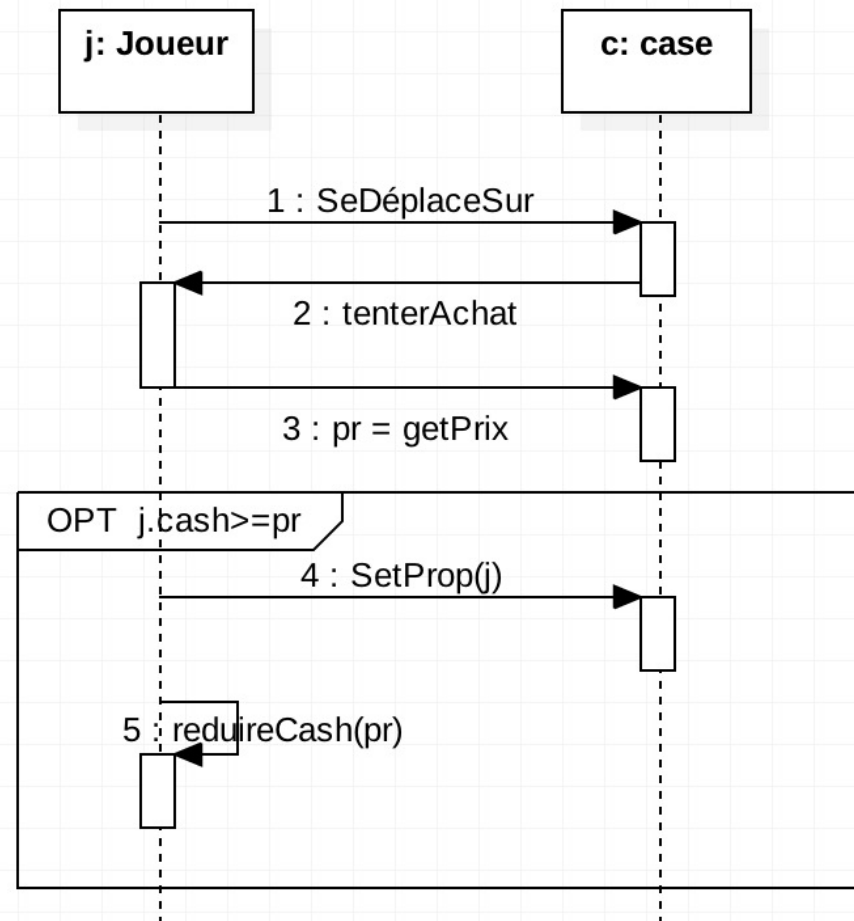 j: Joueur
c: case
1 : SeDéplaceSur
2 : tenterAchat
3 : pr = getPrix
OPT j.cash>=pr
4 : SetProp(j)
5 : reduireCash(pr)